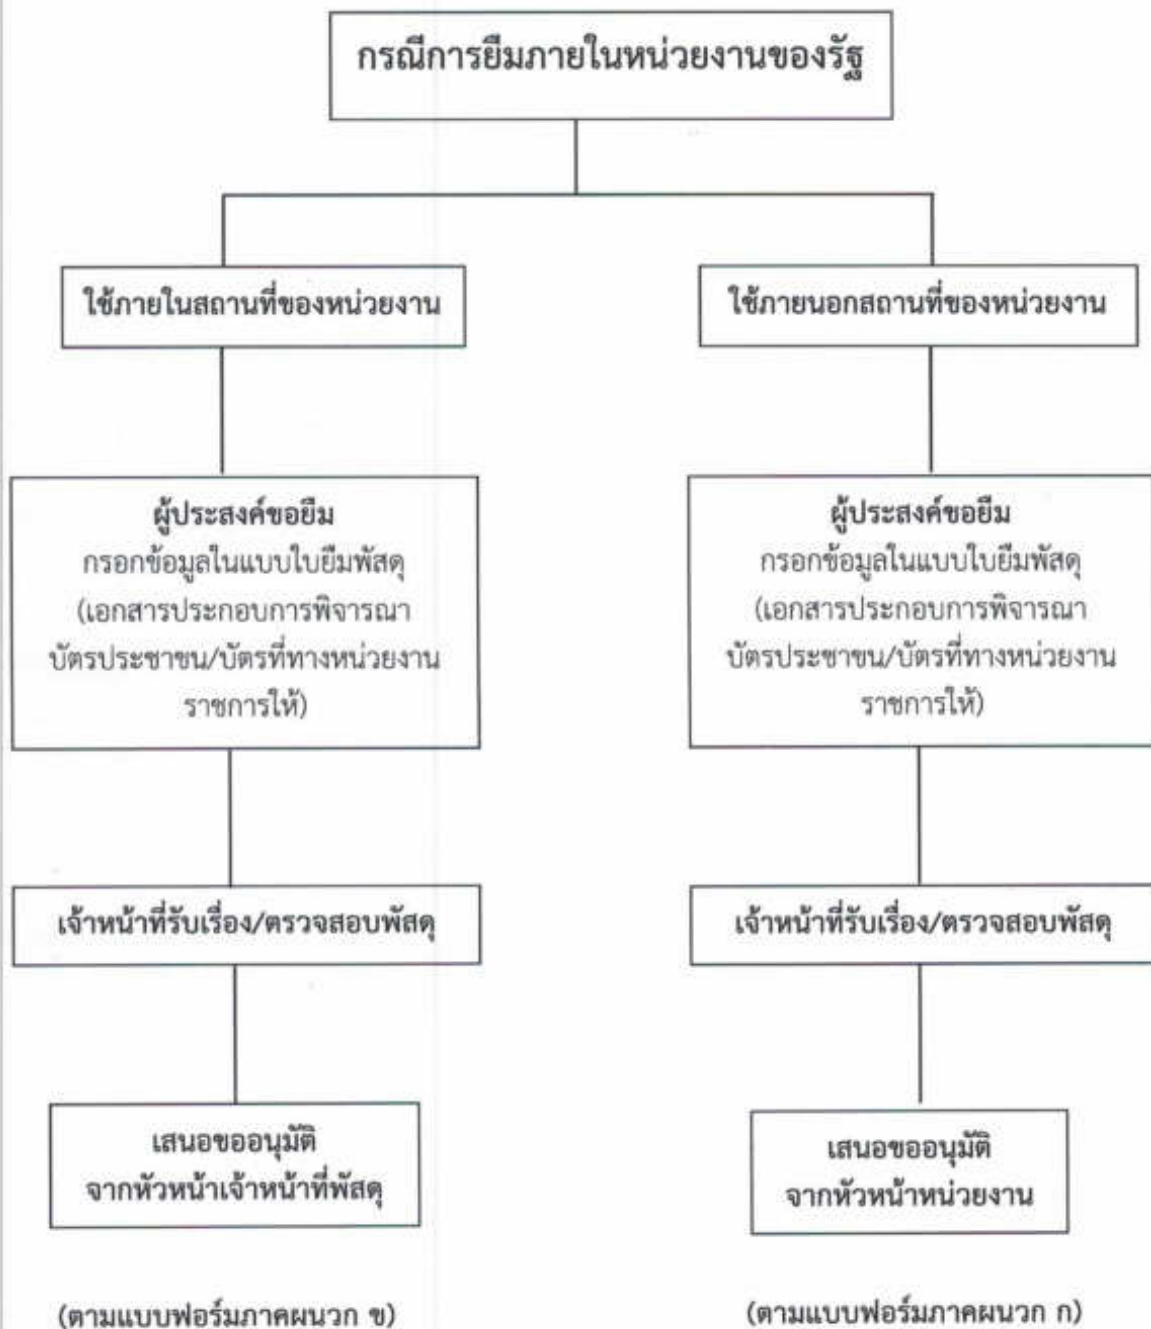 กรณีการยืมภายในหน่วยงานของรัฐ
ใช้ภายในสถานที่ของหน่วยงาน
ใช้ภายนอกสถานที่ของหน่วยงาน
ผู้ประสงค์ขอยืม
กรอกข้อมูลในแบบใบยืมพัสดุ
(เอกสารประกอบการพิจารณา
บัตรประชาชน/บัตรที่ทางหน่วยงาน
ราชการให้)
ผู้ประสงค์ขอยืม
กรอกข้อมูลในแบบใบยืมพัสดุ
(เอกสารประกอบการพิจารณา
บัตรประชาชน/บัตรที่ทางหน่วยงาน
ราชการให้)
เจ้าหน้าที่รับเรื่อง/ตรวจสอบพัสดุ
เจ้าหน้าที่รับเรื่อง/ตรวจสอบพัสดุ
เสนอขออนุมัติ
จากหัวหน้าเจ้าหน้าที่พัสดุ
เสนอขออนุมัติ
จากหัวหน้าหน่วยงาน
(ตามแบบฟอร์มภาคผนวก ข)
(ตามแบบฟอร์มภาคผนวก ก)